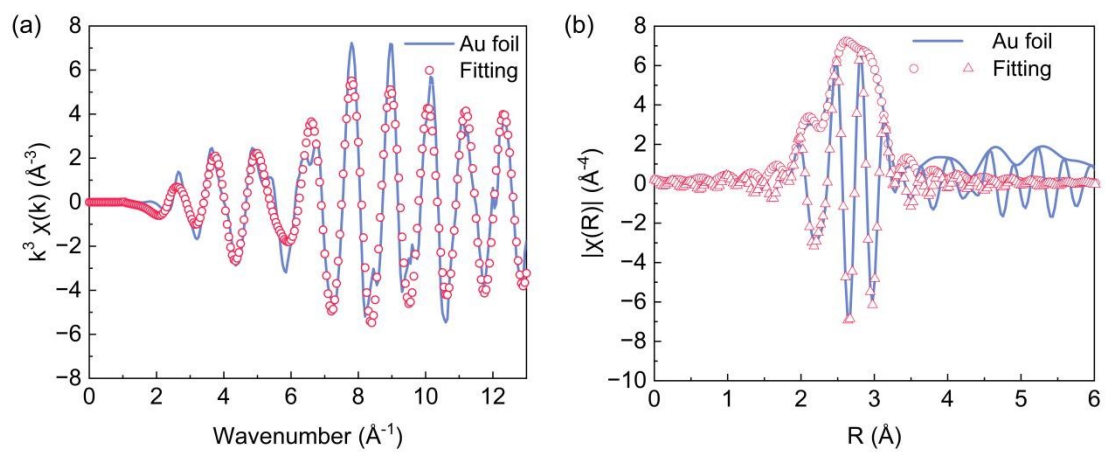 (a)
8
6
4
2
0
-2
-4
-6
-8
k³ χ(k) (Å⁻³)
Au foil
Fitting
0 2 4 6 8 10 12
Wavenumber (Å⁻¹)
(b)
8
6
4
2
0
-2
-4
-6
-8
-10
|χ(R)| (Å⁻⁴)
Au foil
Fitting
0 1 2 3 4 5 6
R (Å)